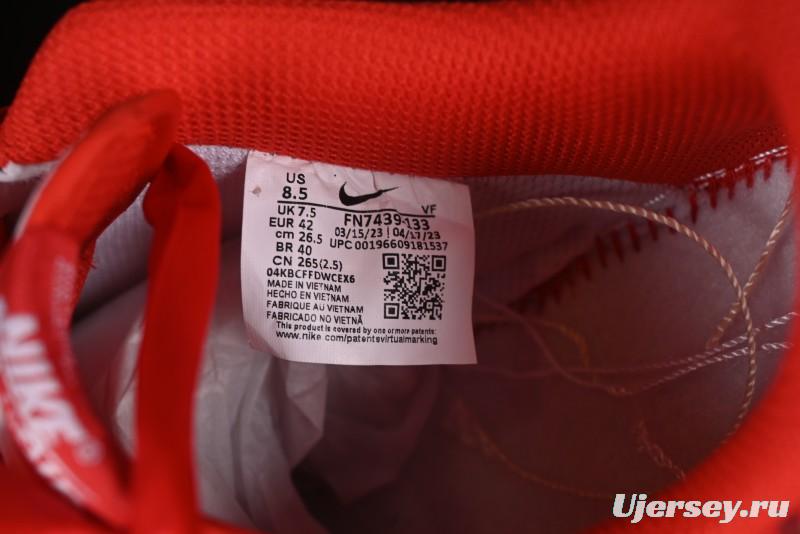 US
8.5
UK 7.5
EUR 42
cm 26.5
BR 40
CN 265(2.5)
VF
FN7439-133
03/15/23 | 04/17/23
UPC 00196609181537
04KBCFFDWCEX6
MADE IN VIETNAM
HECHO EN VIETNAM
FABRIQUE AU VIETNAM
FABRICADO NO VIETNÃ
This product is covered by one or more patents:
www.nike.com/patentsvirtualmarking
NIKE
Ujersey.ru